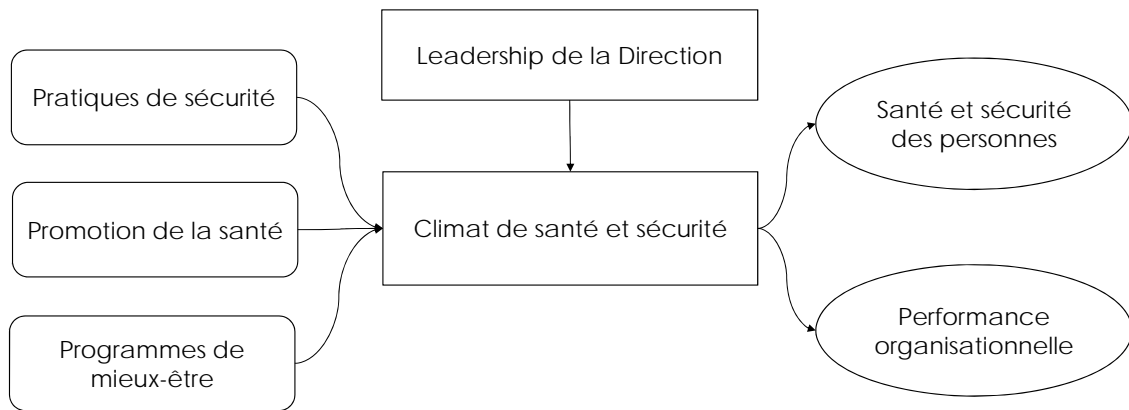 Leadership de la Direction
Pratiques de sécurité
Santé et sécurité
des personnes
Promotion de la santé
Climat de santé et sécurité
Programmes de
mieux-être
Performance
organisationnelle